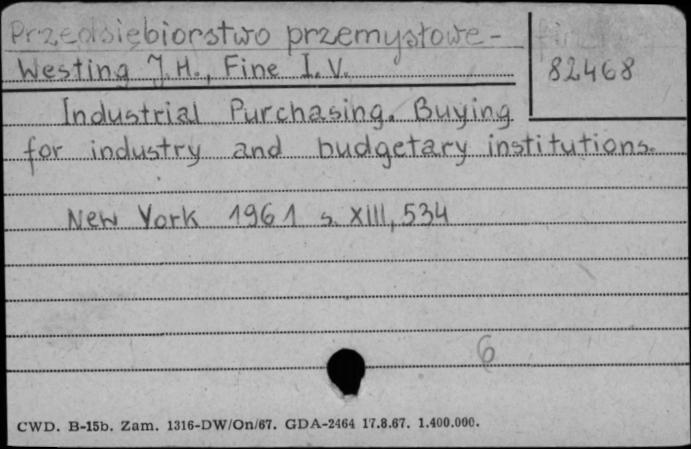 Przedsiębiorstwo przemysłowe -
Westing J. H., Fine I. V.
82468
Industrial Purchasing. Buying
for industry and budgetary institutions.
New York 1961 s. XIII, 534
6
CWD. B-15b. Zam. 1316-DW/On/67. GDA-2464 17.8.67. 1.400.000.